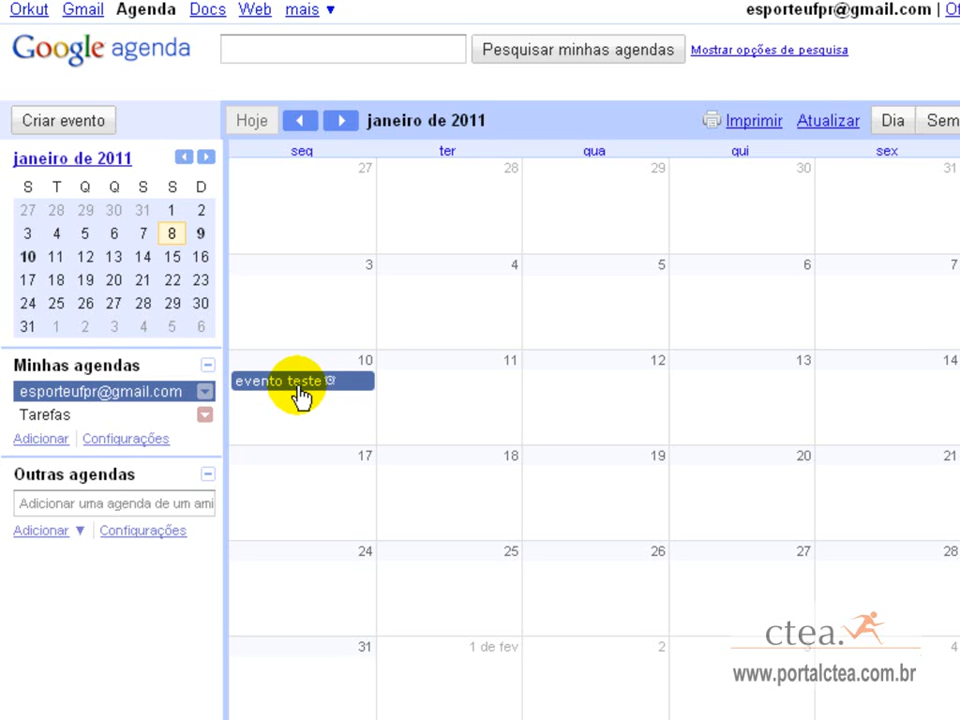 Orkut Gmail Agenda Docs Web mais ▼ esporteufpr@gmail.com |
Google agenda Pesquisar minhas agendas Mostrar opções de pesquisa
Criar evento Hoje janeiro de 2011 Imprimir Atualizar Dia Sem
janeiro de 2011
seg ter qua qui sex
27 28 29 30 31
S T Q Q S S D
27 28 29 30 31 1 2
3 4 5 6 7 8 9
10 11 12 13 14 15 16
17 18 19 20 21 22 23
24 25 26 27 28 29 30
31 1 2 3 4 5 6
3 4 5 6 7
Minhas agendas
esporteufpr@gmail.com
Tarefas
Adicionar Configurações
10 11 12 13 14
evento teste
Outras agendas
Adicionar uma agenda de um ami
Adicionar ▼ Configurações
17 18 19 20 21
24 25 26 27 28
31 1 de fev 2 3 4
ctea.
www.portalctea.com.br